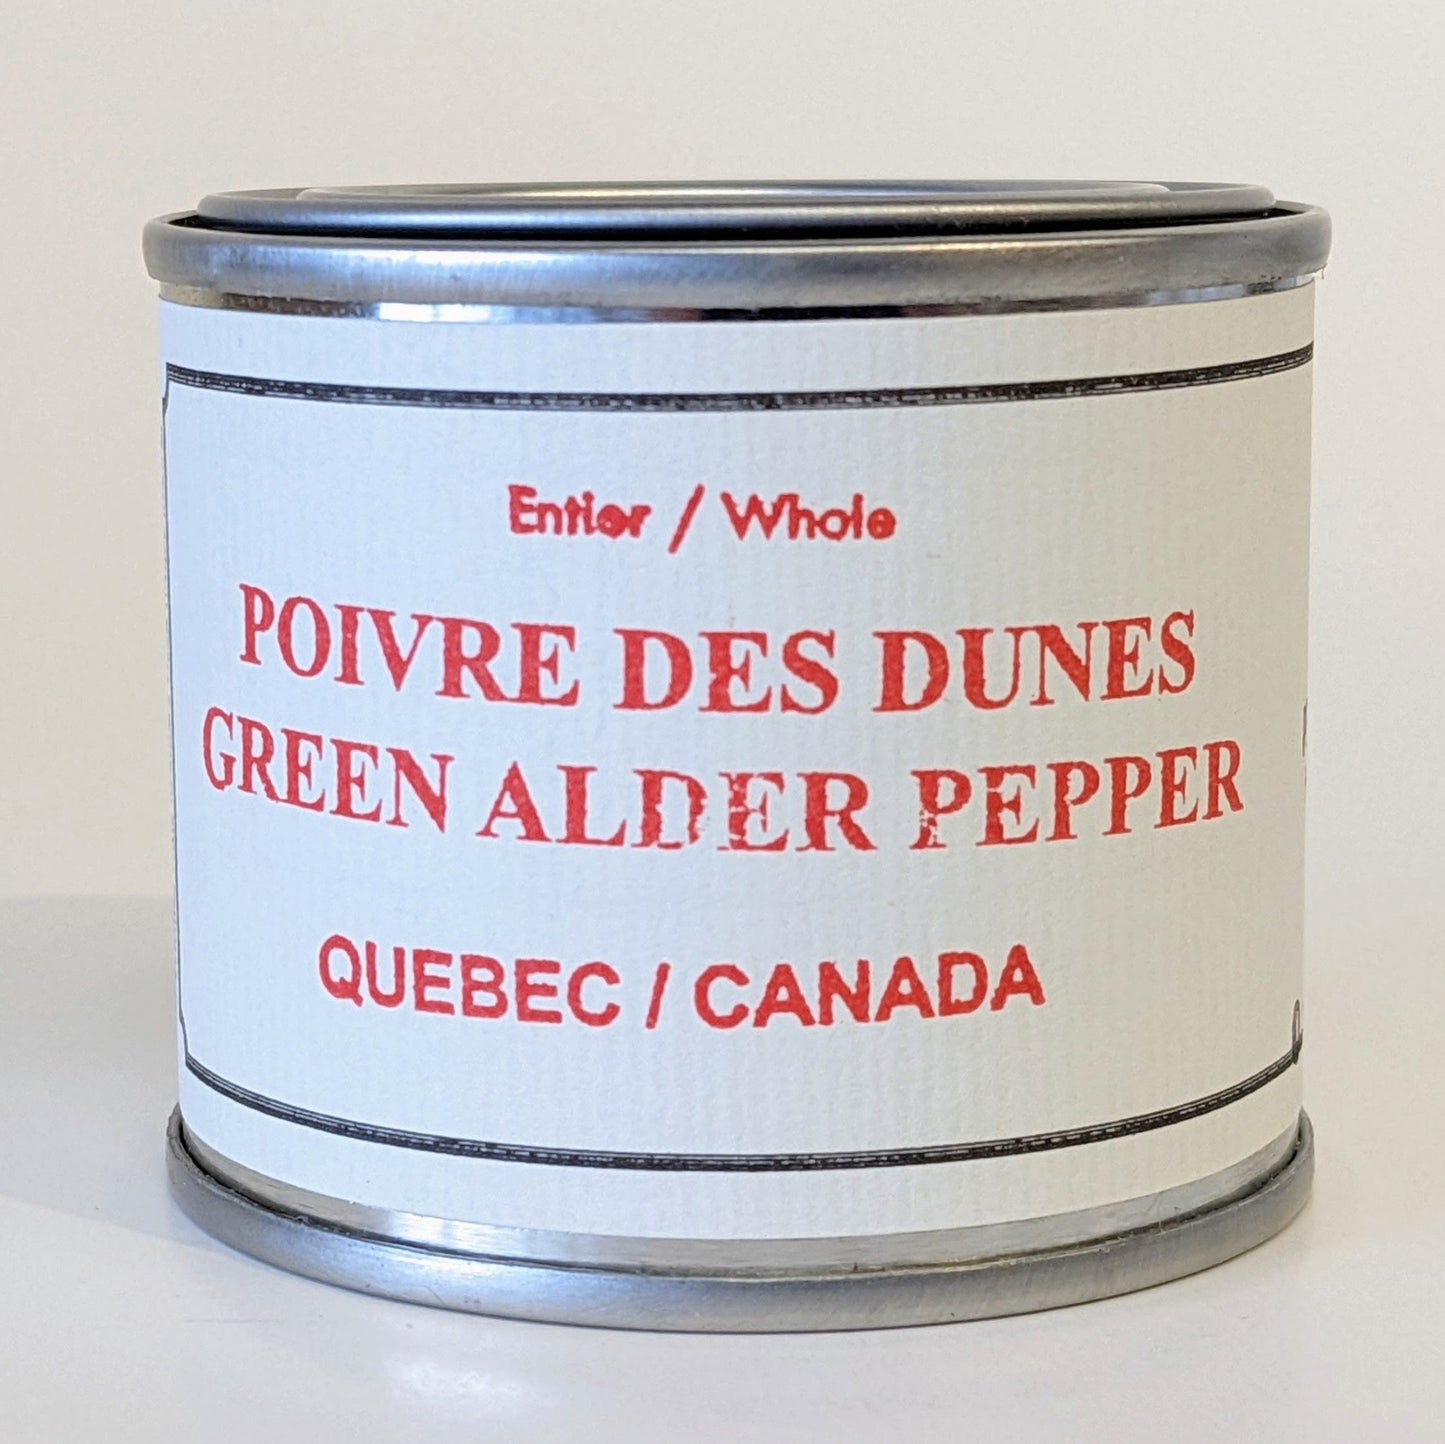 Entier / Whole
POIVRE DES DUNES
GREEN ALDER PEPPER
QUEBEC / CANADA